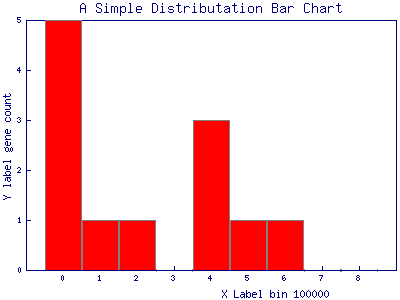 A Simple Distributation Bar Chart
5
4
3
2
1
0
Y label gene count
0 1 2 3 4 5 6 7 8
X Label bin 100000